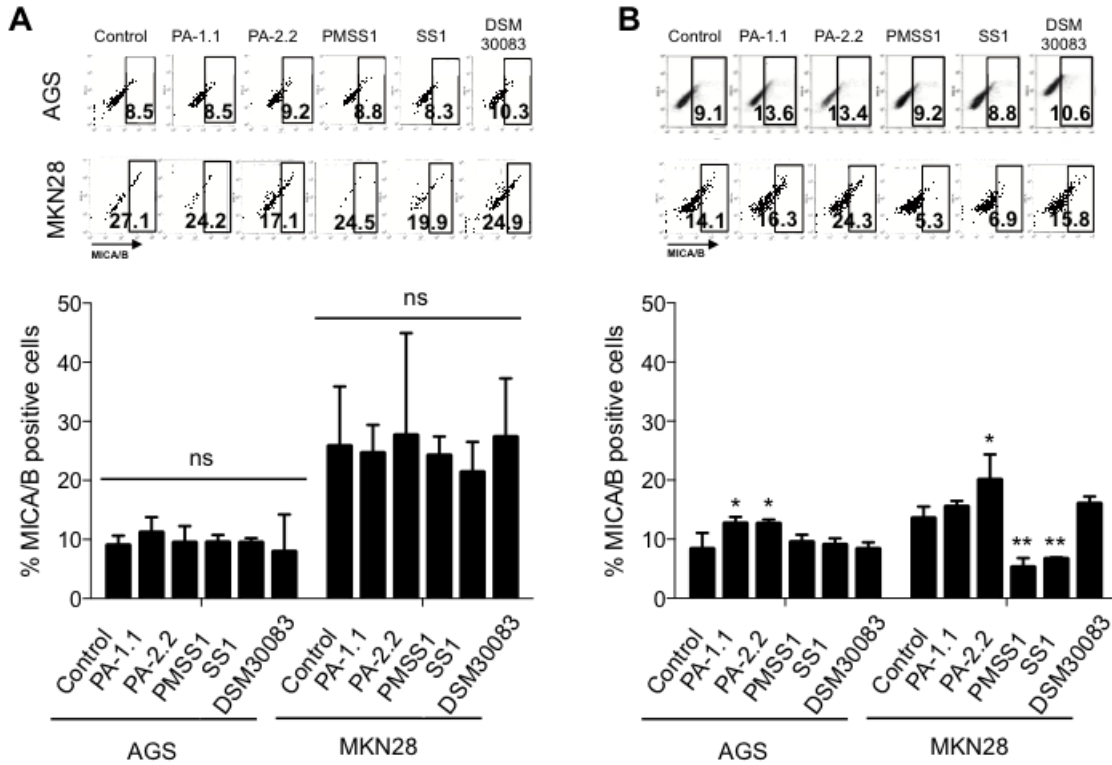 A
Control PA-1.1 PA-2.2 PMSS1 SS1 DSM 30083
AGS
8.5 8.5 9.2 8.8 8.3 10.3
MKN28
27.1 24.2 17.1 24.5 19.9 24.9
MICA/B
% MICA/B positive cells
50
40
30
20
10
0
ns
ns
Control PA-1.1 PA-2.2 PMSS1 SS1 DSM30083 Control PA-1.1 PA-2.2 PMSS1 SS1 DSM30083
AGS MKN28
B
Control PA-1.1 PA-2.2 PMSS1 SS1 DSM 30083
9.1 13.6 13.4 9.2 8.8 10.6
14.1 16.3 24.3 5.3 6.9 15.8
MICA/B
% MICA/B positive cells
50
40
30
20
10
0
* * * ** **
Control PA-1.1 PA-2.2 PMSS1 SS1 DSM30083 Control PA-1.1 PA-2.2 PMSS1 SS1 DSM30083
AGS MKN28